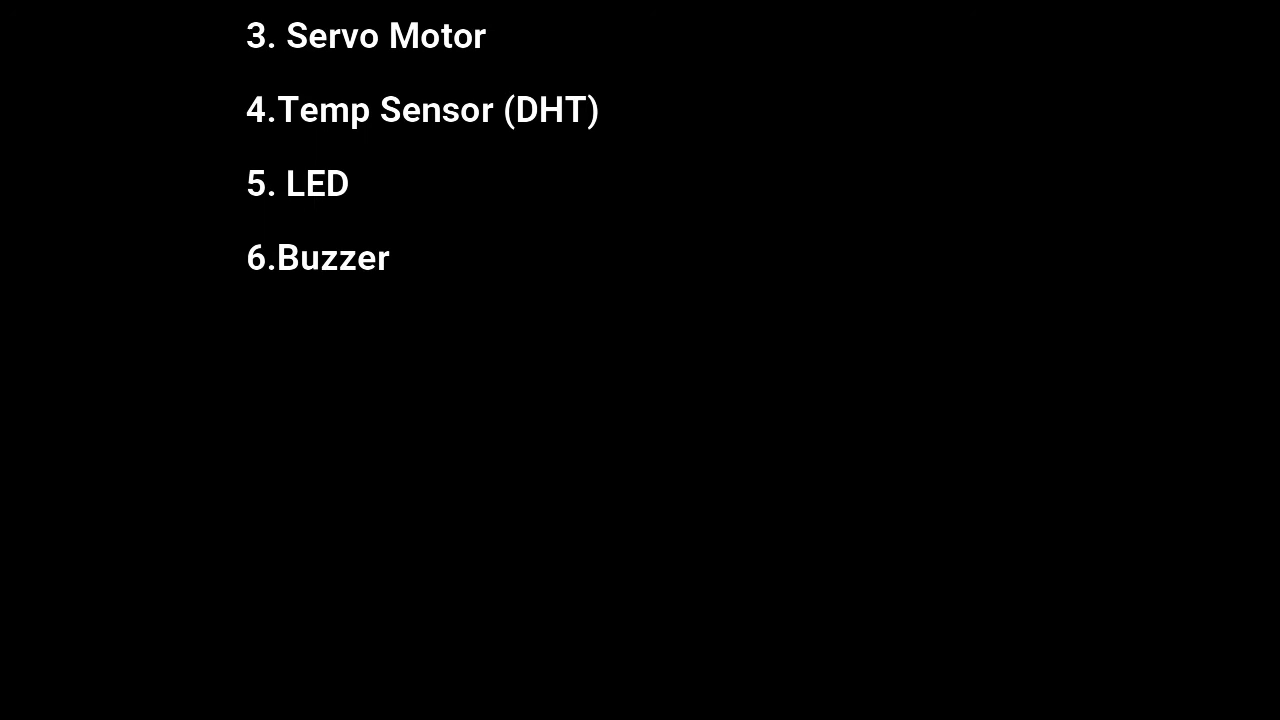 3. Servo Motor
4.Temp Sensor (DHT)
5. LED
6.Buzzer